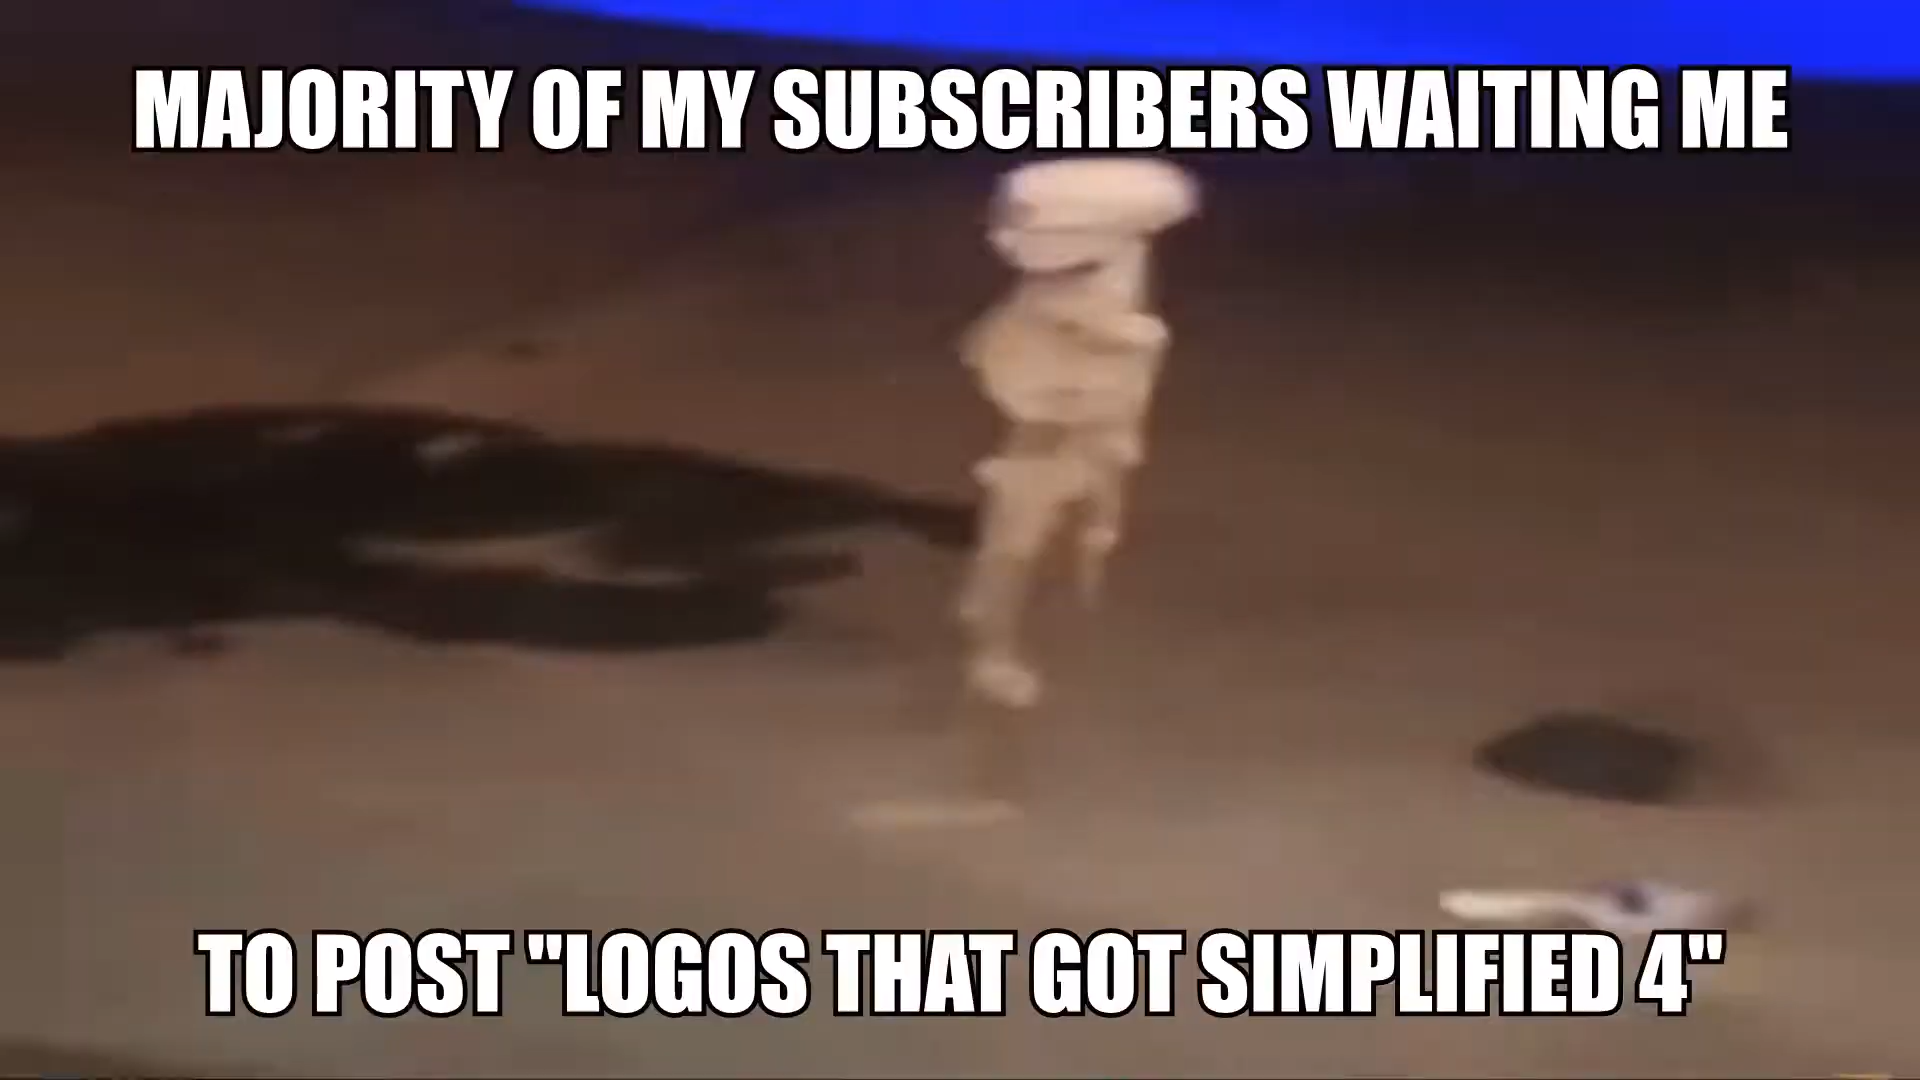 MAJORITY OF MY SUBSCRIBERS WAITING ME
TO POST "LOGOS THAT GOT SIMPLIFIED 4"